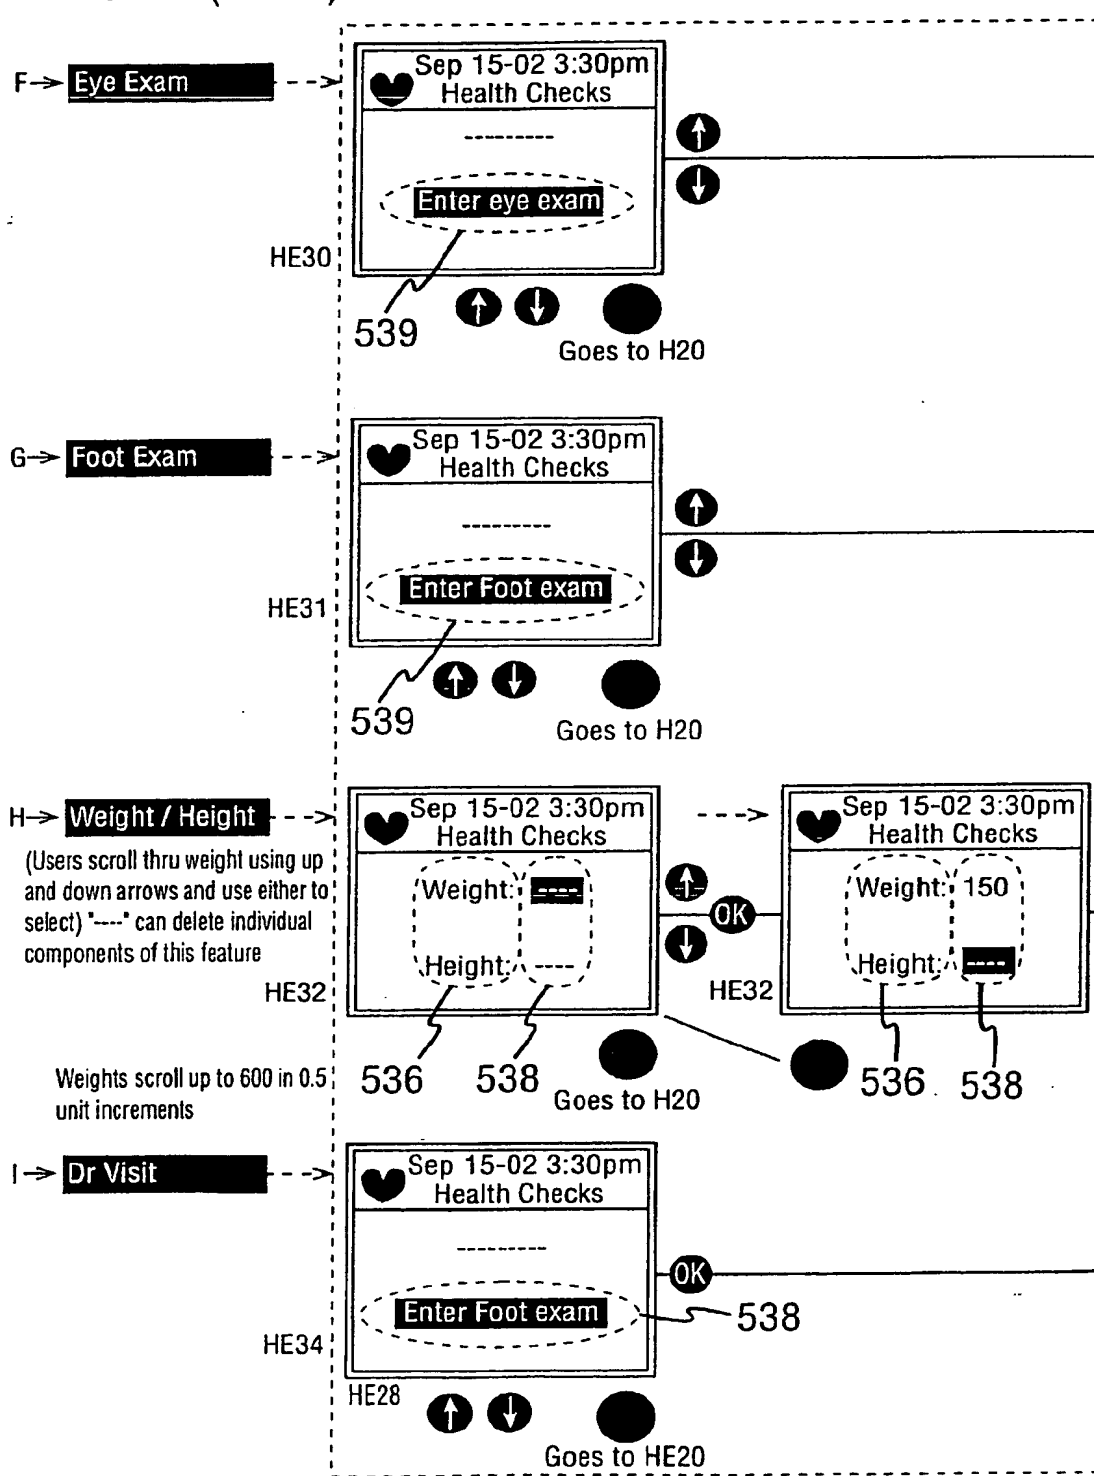 F→ Eye Exam
Sep 15-02 3:30pm
Health Checks
---------
Enter eye exam
HE30
539
Goes to H20
G→ Foot Exam
Sep 15-02 3:30pm
Health Checks
---------
Enter Foot exam
HE31
539
Goes to H20
H→ Weight / Height
(Users scroll thru weight using up
and down arrows and use either to
select) "----" can delete individual
components of this feature
Sep 15-02 3:30pm
Health Checks
Weight: ----
Height: ----
HE32
536
538
Goes to H20
OK
Sep 15-02 3:30pm
Health Checks
Weight: 150
Height: ----
HE32
536
538
Weights scroll up to 600 in 0.5
unit increments
I→ Dr Visit
Sep 15-02 3:30pm
Health Checks
---------
Enter Foot exam
OK
538
HE34
HE28
Goes to HE20